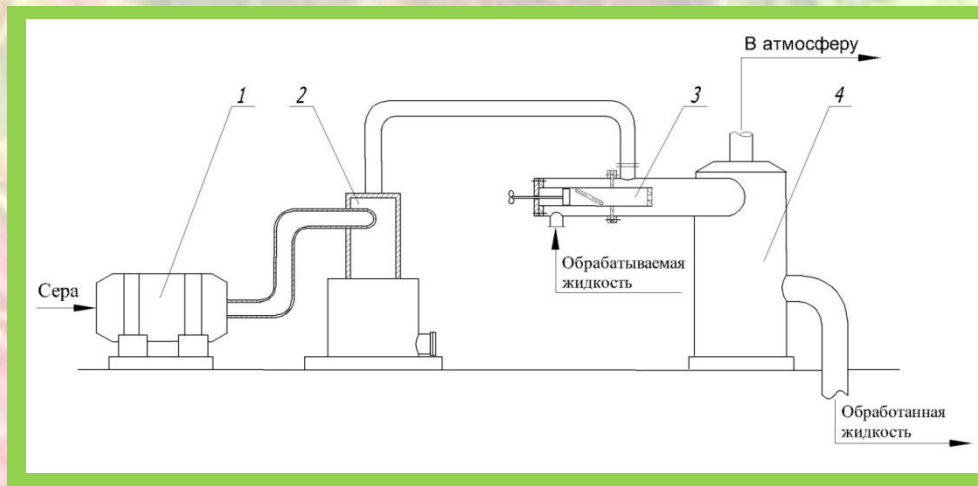 В атмосферу
1
2
3
4
Обрабатываемая
жидкость
Сера
Обработанная
жидкость